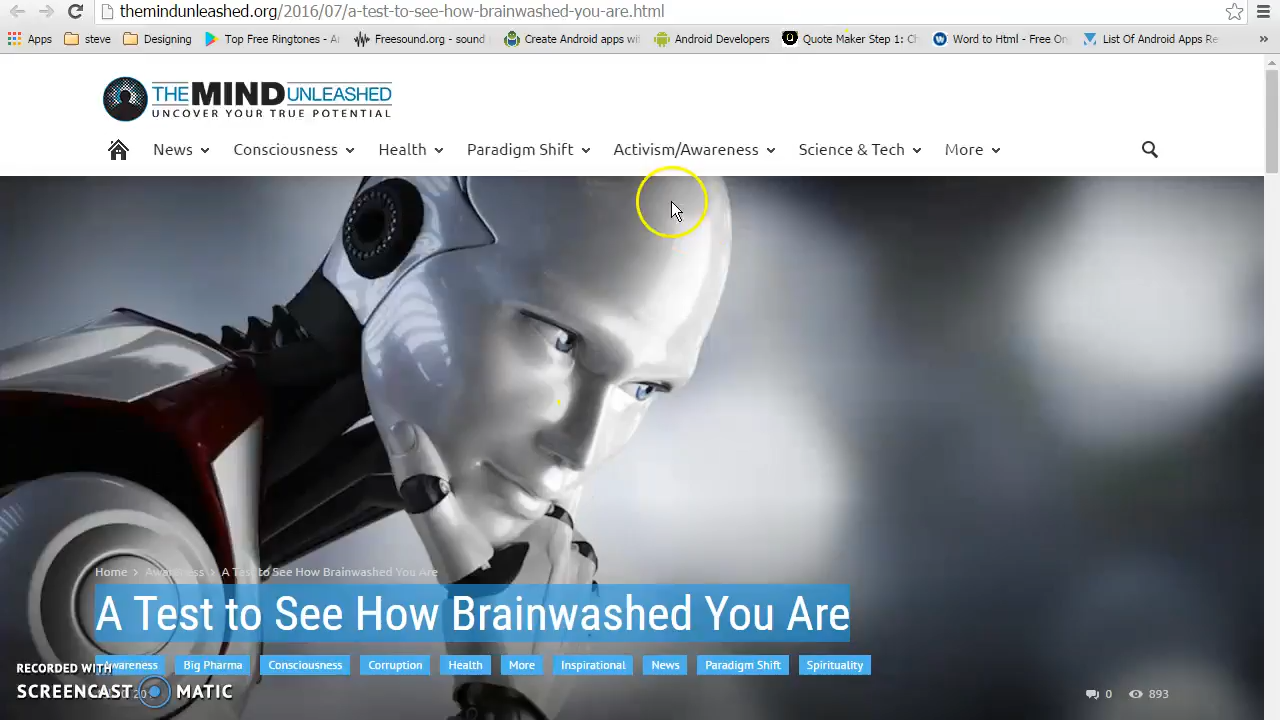 themindunleashed.org/2016/07/a-test-to-see-how-brainwashed-you-are.html
Apps steve Designing Top Free Ringtones - A Freesound.org - sound Create Android apps wit Android Developers Quote Maker Step 1: Word to Html - Free On List Of Android Apps Re »
THE MIND UNLEASHED
UNCOVER YOUR TRUE POTENTIAL
News Consciousness Health Paradigm Shift Activism/Awareness Science & Tech More
Home > Awareness > A Test to See How Brainwashed You Are
A Test to See How Brainwashed You Are
Awareness Big Pharma Consciousness Corruption Health More Inspirational News Paradigm Shift Spirituality
RECORDED WITH
SCREENCAST MATIC
0 893